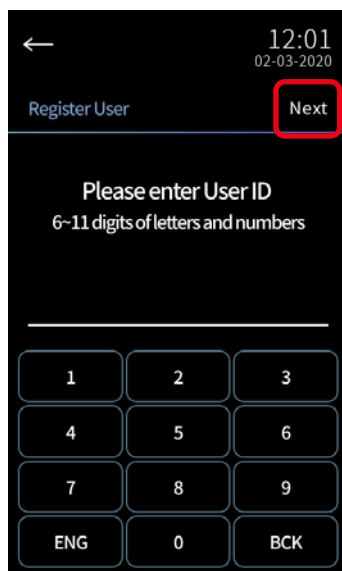 12:01
02-03-2020
Register User
Next
Please enter User ID
6~11 digits of letters and numbers
1 2 3
4 5 6
7 8 9
ENG 0 BCK